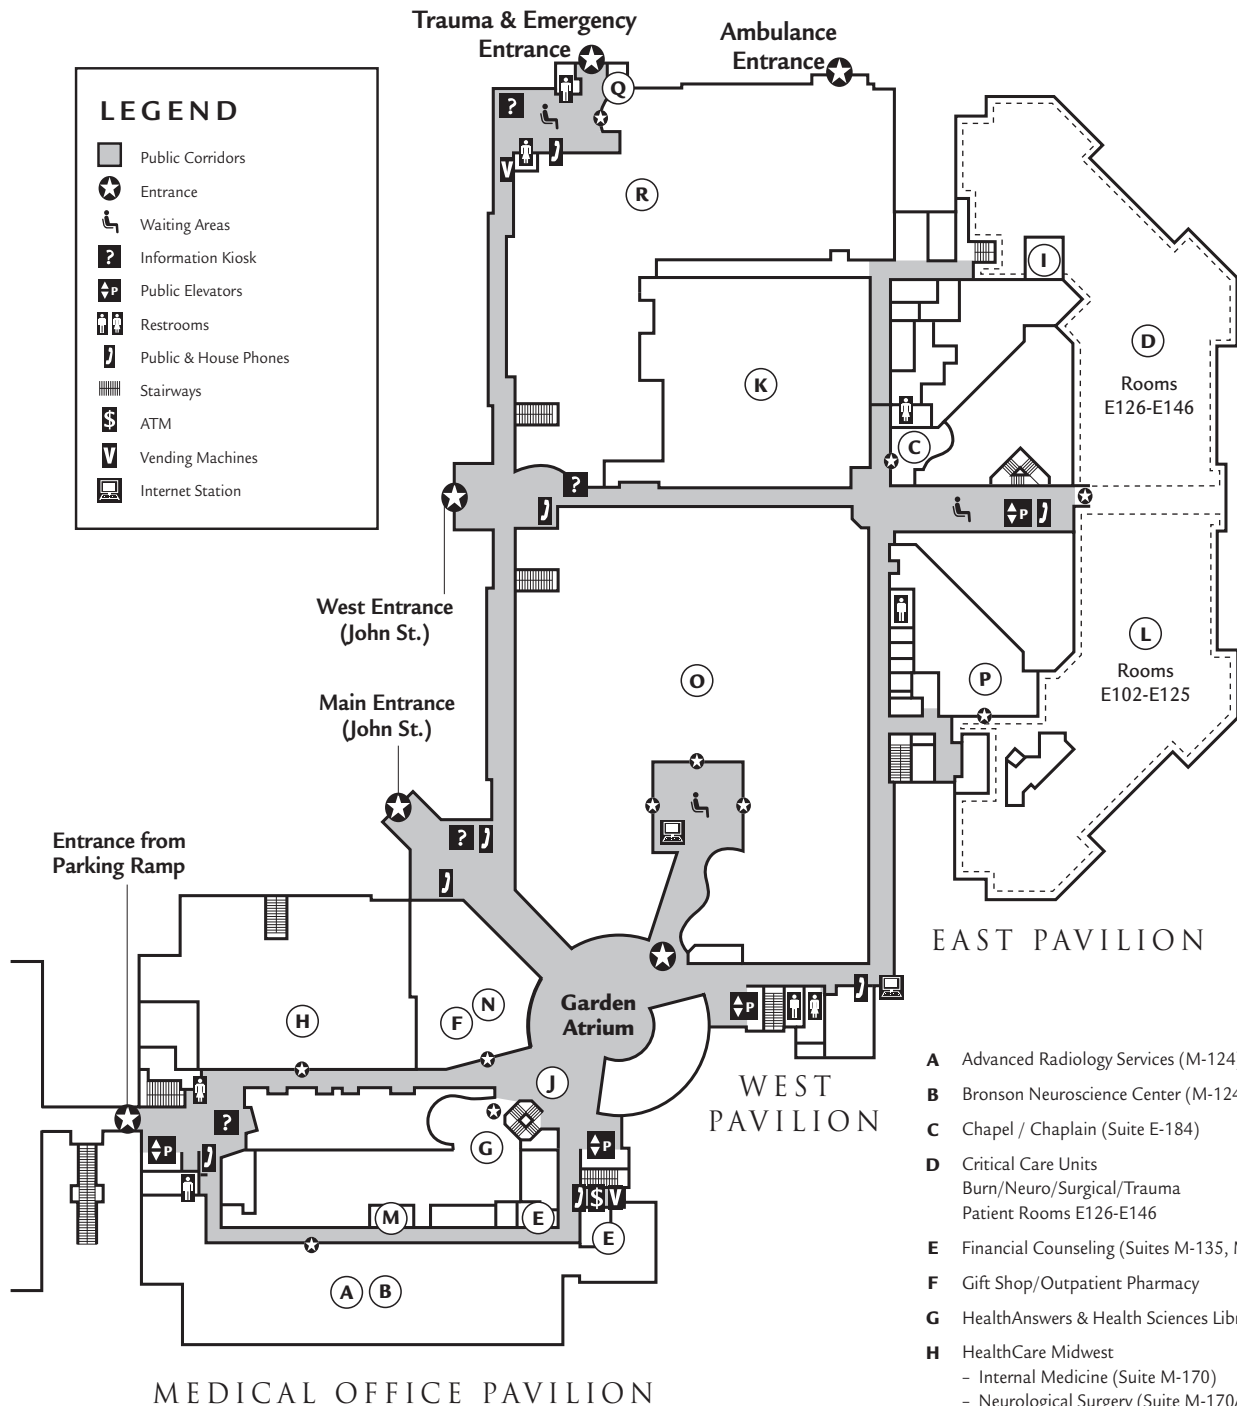 Trauma & Emergency
Entrance
Ambulance
Entrance
LEGEND
Public Corridors
Entrance
Waiting Areas
? Information Kiosk
P Public Elevators
Restrooms
Public & House Phones
Stairways
$ ATM
V Vending Machines
Internet Station
Q
?
V
R
I
D
Rooms
E126-E146
K
C
?
P
West Entrance
(John St.)
L
Rooms
E102-E125
O
P
Main Entrance
(John St.)
?
Entrance from
Parking Ramp
EAST PAVILION
Garden
Atrium
P
H
F
N
J
WEST
PAVILION
?
P
G
P
$
V
M
E
E
A
B
MEDICAL OFFICE PAVILION
A Advanced Radiology Services (M-124
B Bronson Neuroscience Center (M-124
C Chapel / Chaplain (Suite E-184)
D Critical Care Units
Burn/Neuro/Surgical/Trauma
Patient Rooms E126-E146
E Financial Counseling (Suites M-135,
F Gift Shop/Outpatient Pharmacy
G HealthAnswers & Health Sciences
H HealthCare Midwest
– Internal Medicine (Suite M-170)
– Neurological Surgery (Suite M-170